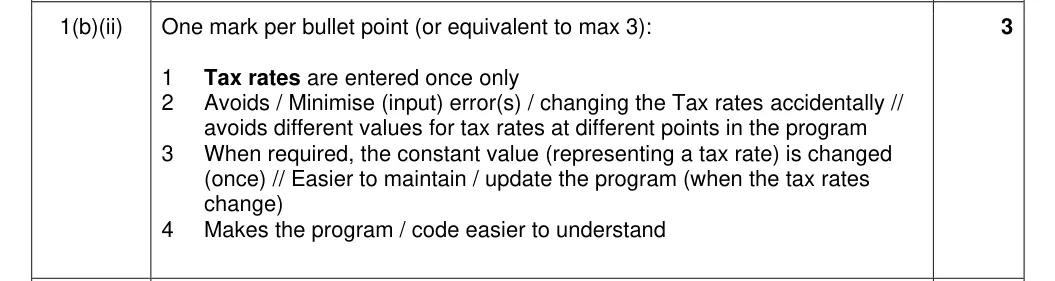 1(b)(ii) One mark per bullet point (or equivalent to max 3): 3
1 Tax rates are entered once only
2 Avoids / Minimise (input) error(s) / changing the Tax rates accidentally //
avoids different values for tax rates at different points in the program
3 When required, the constant value (representing a tax rate) is changed
(once) // Easier to maintain / update the program (when the tax rates
change)
4 Makes the program / code easier to understand